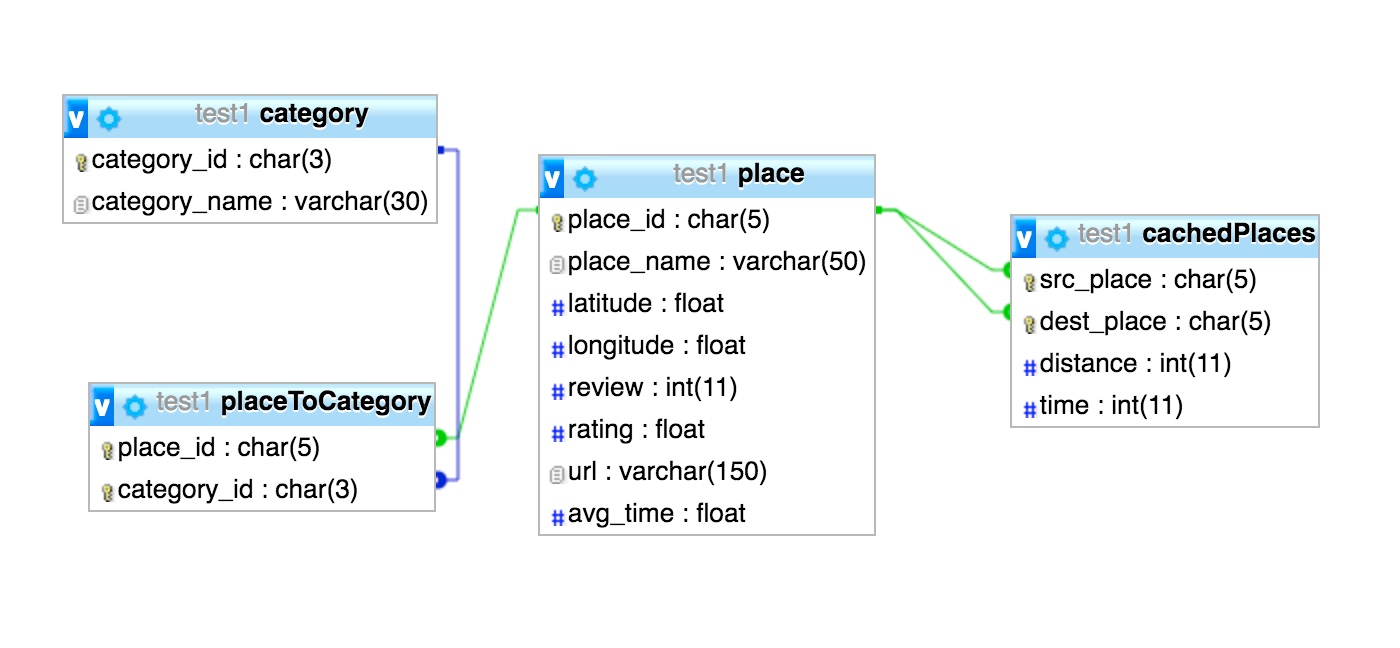 v test1 category
category_id : char(3)
category_name : varchar(30)
v test1 placeToCategory
place_id : char(5)
category_id : char(3)
v test1 place
place_id : char(5)
place_name : varchar(50)
# latitude : float
# longitude : float
# review : int(11)
# rating : float
url : varchar(150)
# avg_time : float
v test1 cachedPlaces
src_place : char(5)
dest_place : char(5)
# distance : int(11)
# time : int(11)